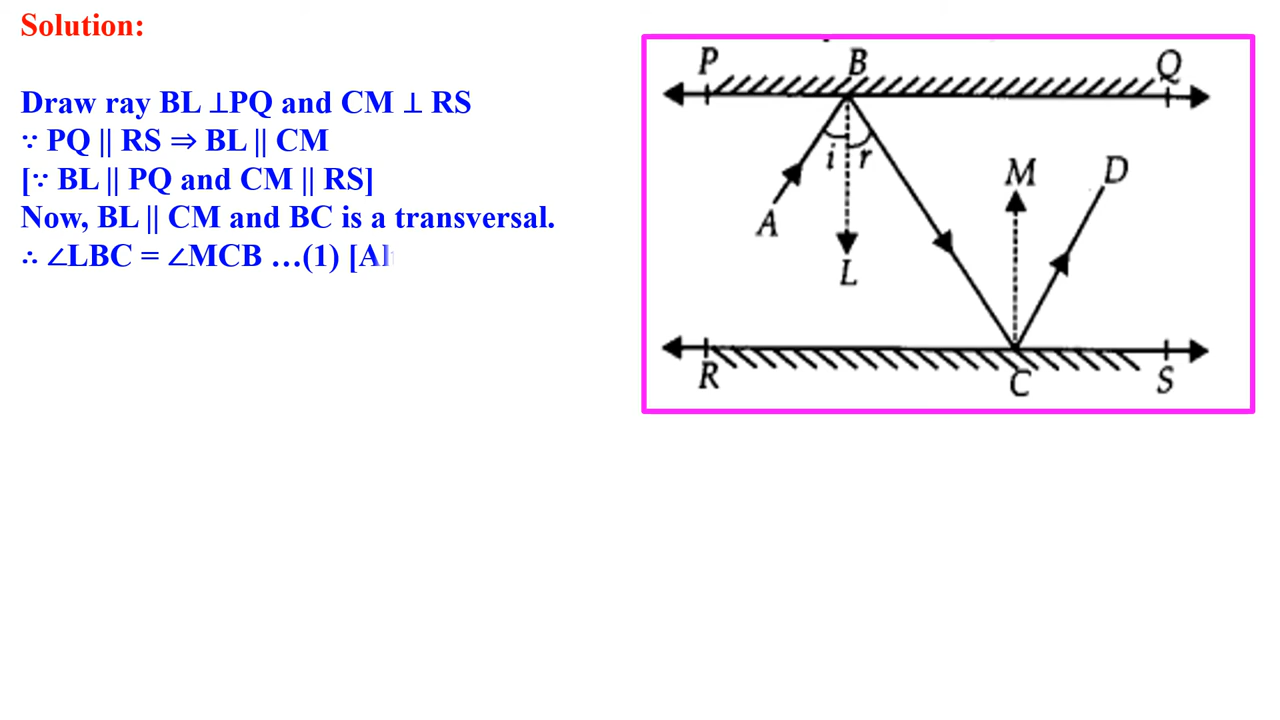 Solution:
Draw ray BL ⊥PQ and CM ⊥ RS
∵ PQ || RS ⇒ BL || CM
[∵ BL || PQ and CM || RS]
Now, BL || CM and BC is a transversal.
∴ ∠LBC = ∠MCB …(1) [Al
P B Q
i r
M D
A
L
R C S